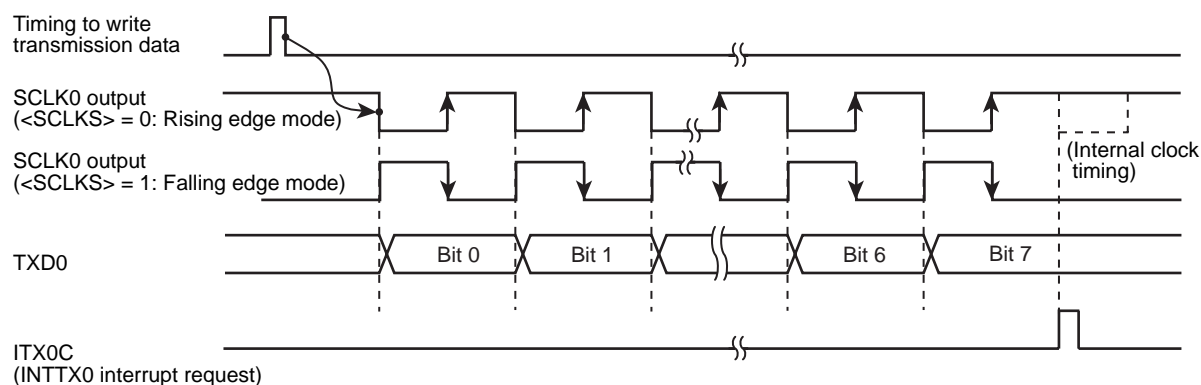 Timing to write
transmission data
SCLK0 output
(<SCLKS> = 0: Rising edge mode)
(Internal clock
timing)
SCLK0 output
(<SCLKS> = 1: Falling edge mode)
TXD0
Bit 0
Bit 1
Bit 6
Bit 7
ITX0C
(INTTX0 interrupt request)